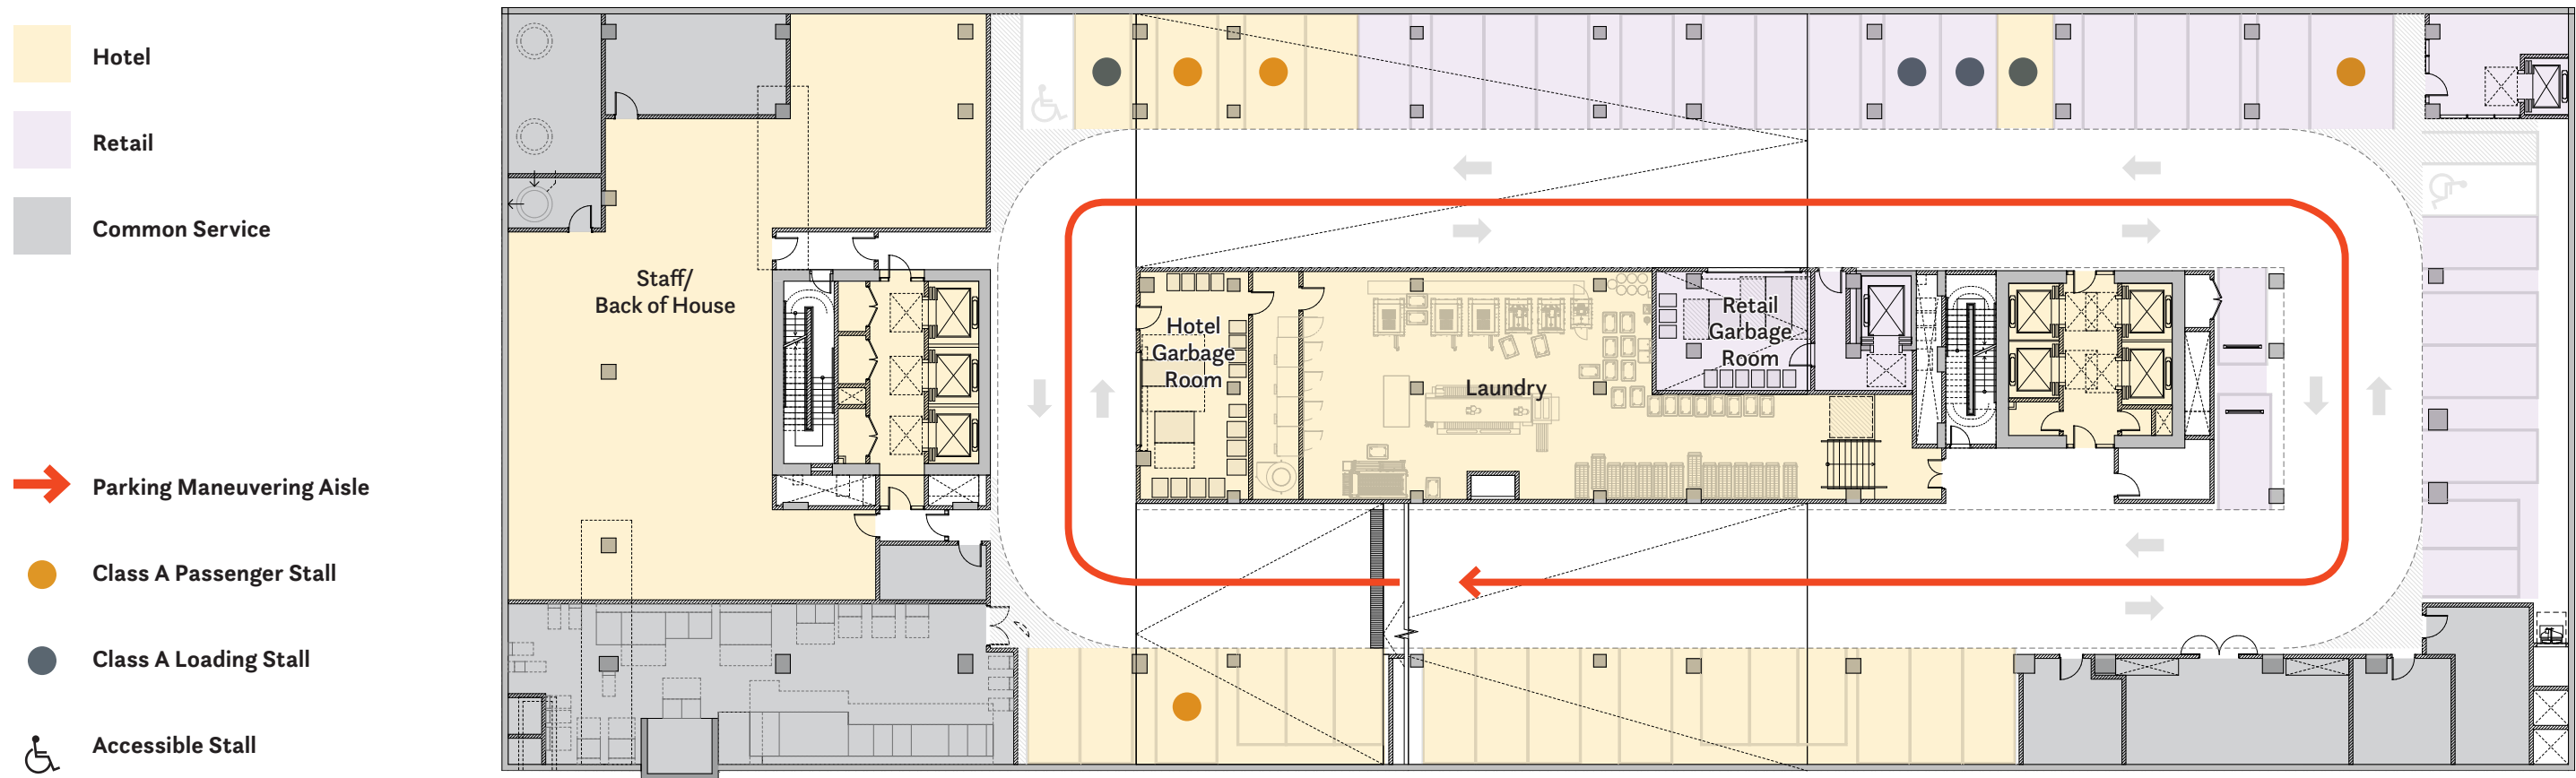 Hotel
Retail
Common Service
Parking Maneuvering Aisle
Class A Passenger Stall
Class A Loading Stall
Accessible Stall
Staff/
Back of House
Hotel
Garbage
Room
Laundry
Retail
Garbage
Room